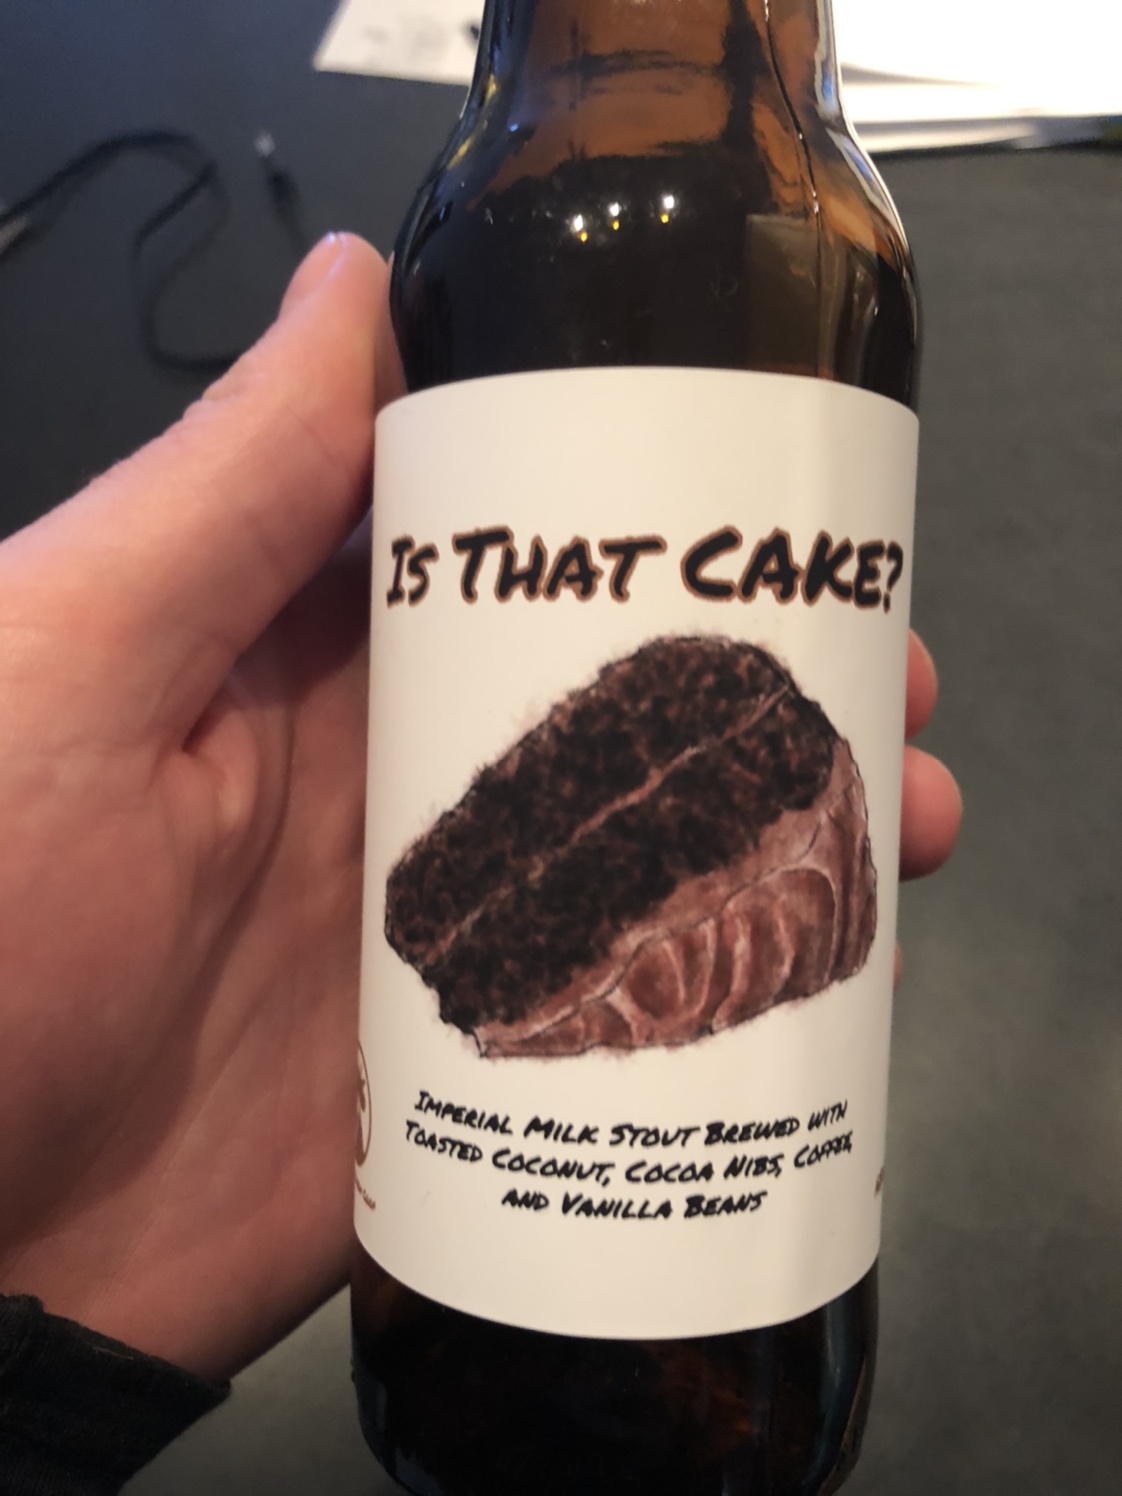 Is THAT CAKE?
IMPERIAL MILK STOUT BREWED WITH
TOASTED COCONUT, COCOA NIBS, COFFEE,
AND VANILLA BEANS